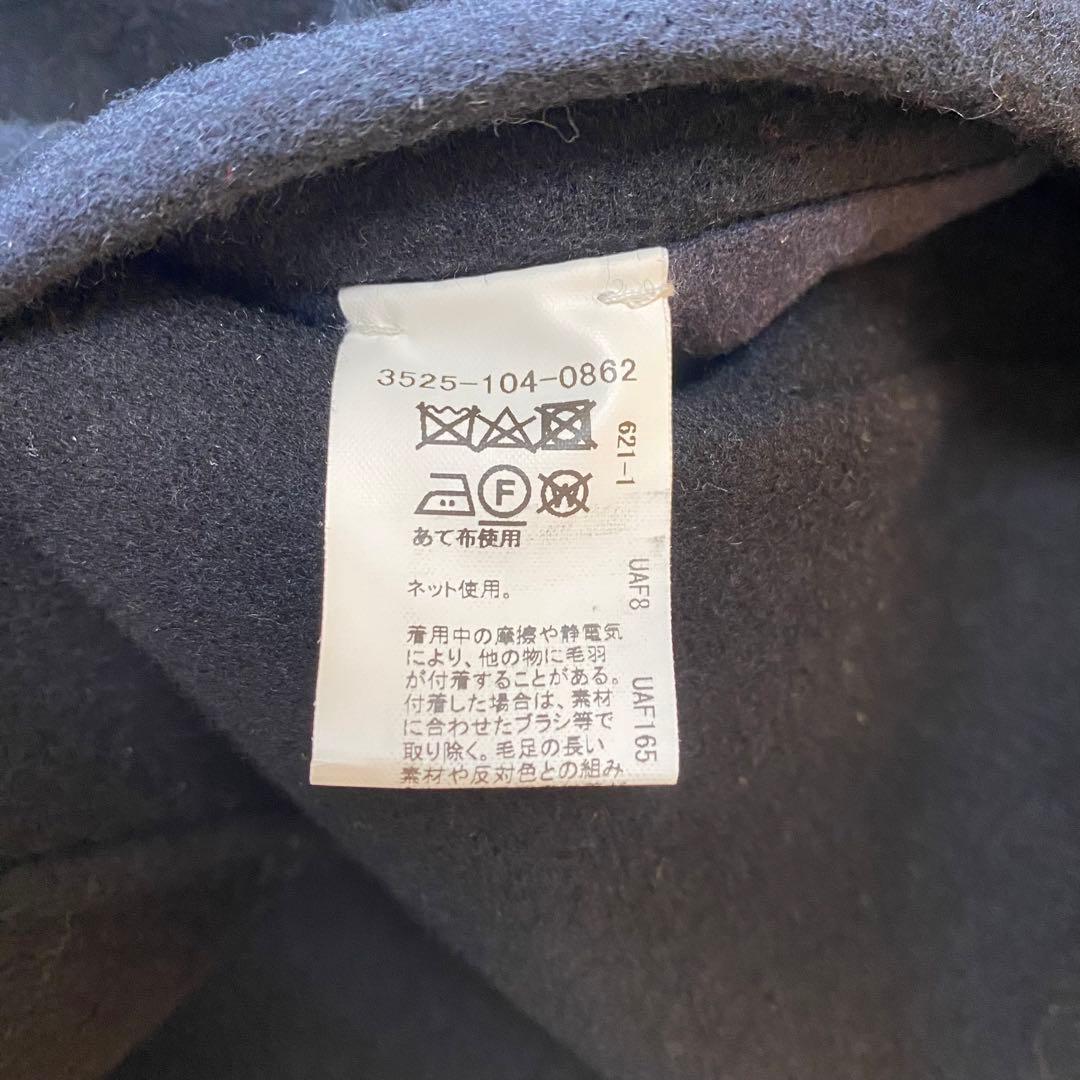 3525-104-0862
621-1
F
W
あて布使用
ネット使用。
UAF8
着用中の摩擦や静電気
により、他の物に毛羽
が付着することがある。
付着した場合は、素材
に合わせたブラシ等で
取り除く。毛足の長い
素材や反対色との組み
UAF165